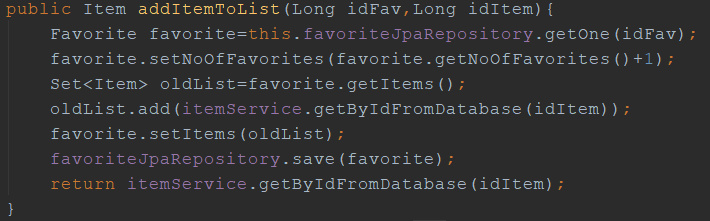 public Item addItemToList(Long idFav,Long idItem){
    Favorite favorite=this.favoriteJpaRepository.getOne(idFav);
    favorite.setNoOfFavorites(favorite.getNoOfFavorites()+1);
    Set<Item> oldList=favorite.getItems();
    oldList.add(itemService.getByIdFromDatabase(idItem));
    favorite.setItems(oldList);
    favoriteJpaRepository.save(favorite);
    return itemService.getByIdFromDatabase(idItem);
}